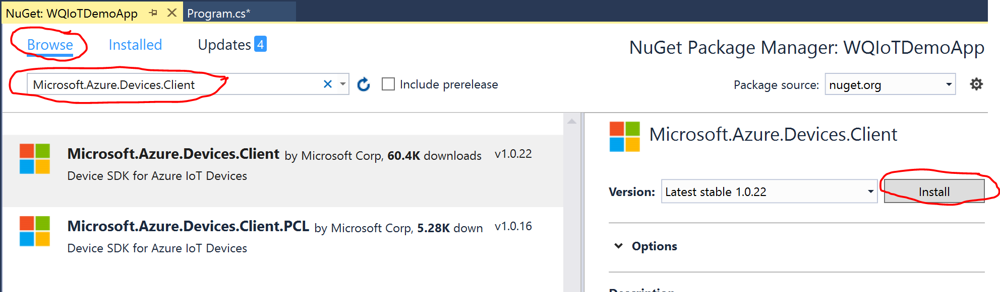 NuGet: WQIoTDemoApp
Program.cs*
Browse Installed Updates 4
NuGet Package Manager: WQIoTDemoApp
Microsoft.Azure.Devices.Client
Include prerelease
Package source: nuget.org
Microsoft.Azure.Devices.Client by Microsoft Corp, 60.4K downloads v1.0.22
Device SDK for Azure IoT Devices
Microsoft.Azure.Devices.Client.PCL by Microsoft Corp, 5.28K down v1.0.16
Device SDK for Azure IoT Devices
Microsoft.Azure.Devices.Client
Version: Latest stable 1.0.22 Install
Options
Description